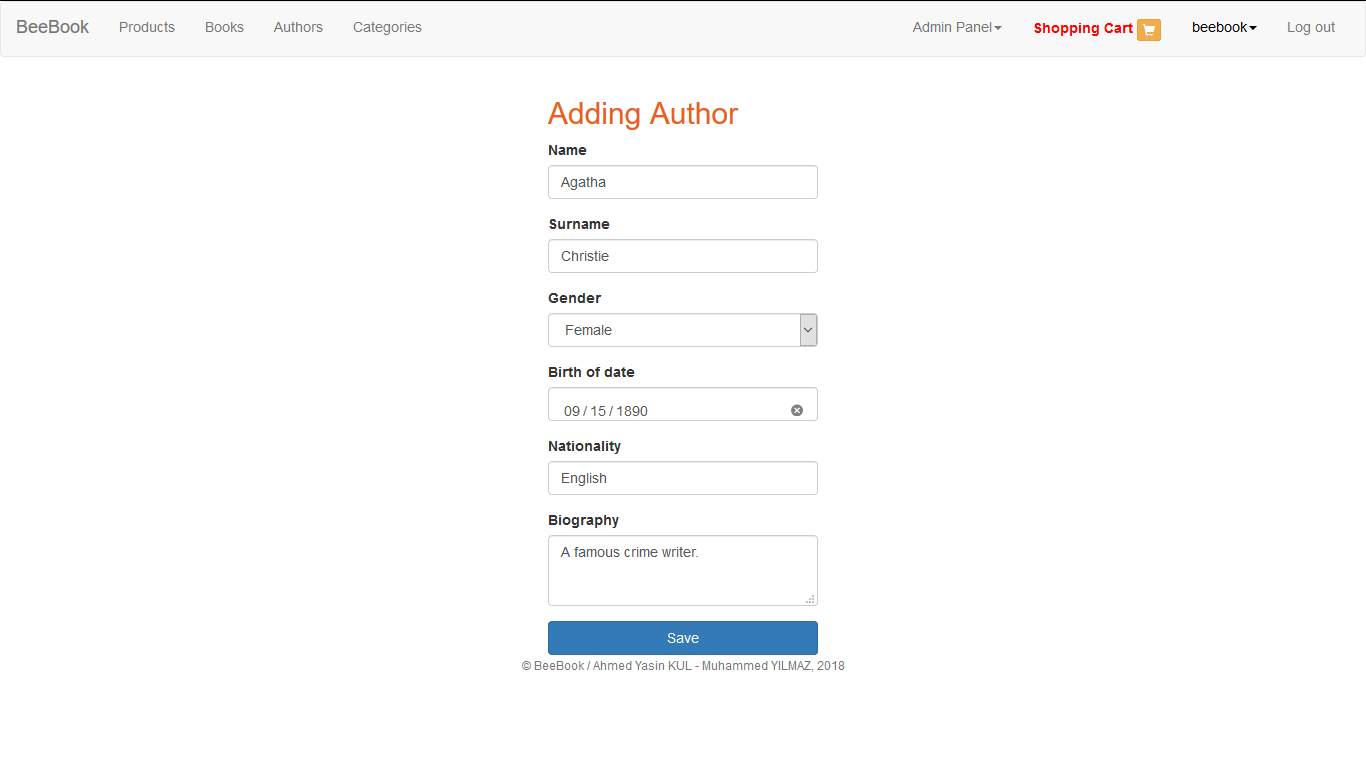 BeeBook Products Books Authors Categories Admin Panel Shopping Cart beebook Log out
Adding Author
Name
Agatha
Surname
Christie
Gender
Female
Birth of date
09 / 15 / 1890
Nationality
English
Biography
A famous crime writer.
Save
© BeeBook / Ahmed Yasin KUL - Muhammed YILMAZ, 2018